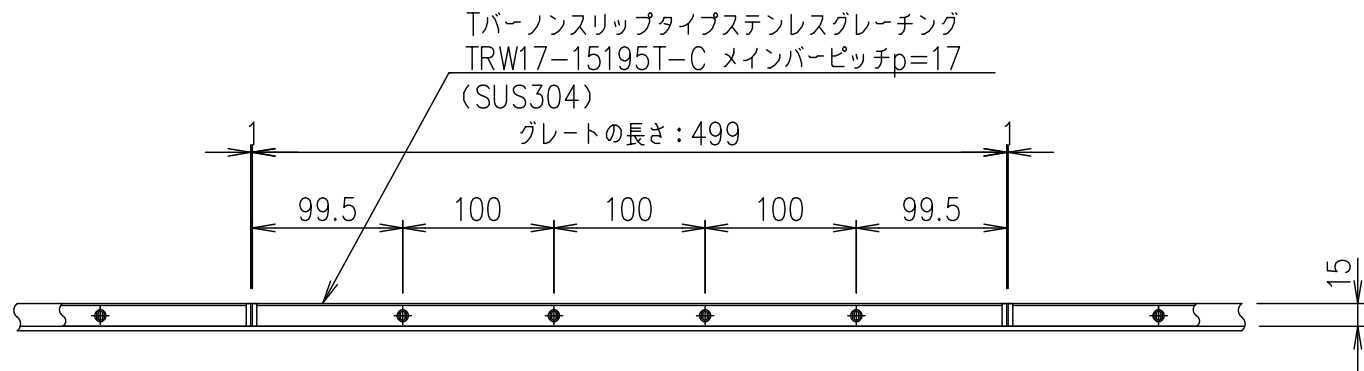 Tバーノンスリップタイプステンレスグレーチング
TRW17-15195T-C メインバーピッチp=17
(SUS304)
1 グレートの長さ：499 1
99.5 100 100 100 99.5
15